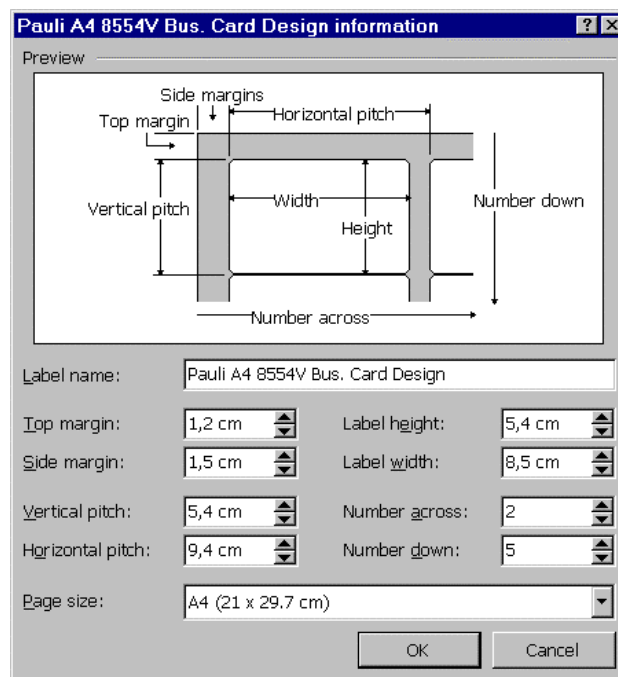 Pauli A4 8554V Bus. Card Design information
Preview
Side margins
Top margin
Horizontal pitch
Vertical pitch
Width
Height
Number down
Number across
Label name: Pauli A4 8554V Bus. Card Design
Top margin: 1,2 cm Label height: 5,4 cm
Side margin: 1,5 cm Label width: 8,5 cm
Vertical pitch: 5,4 cm Number across: 2
Horizontal pitch: 9,4 cm Number down: 5
Page size: A4 (21 x 29.7 cm)
OK Cancel